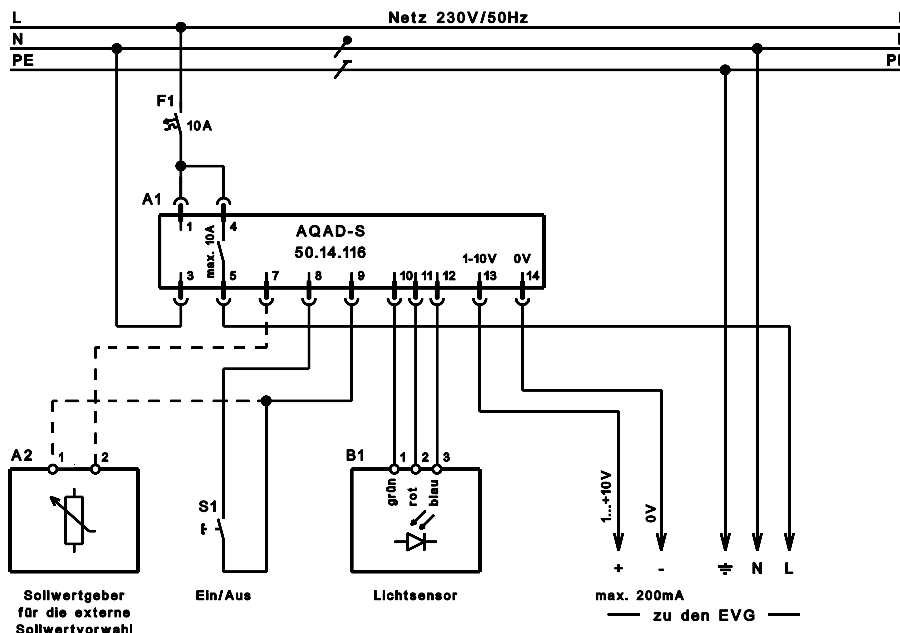 L Netz 230V/50Hz
N
PE
F1
10A
A1
1 4
AQAD-S
50.14.116
max. 10A
1-10V 0V
3 5 7 8 9 10 11 12 13 14
A2 1 2
B1 1 2 3
grün
rot
blau
S1
1...+10V
0V
+ - N L
Sollwertgeber
für die externe
Sollwertvorwahl
Ein/Aus
Lichtsensor
max. 200mA
zu den EVG